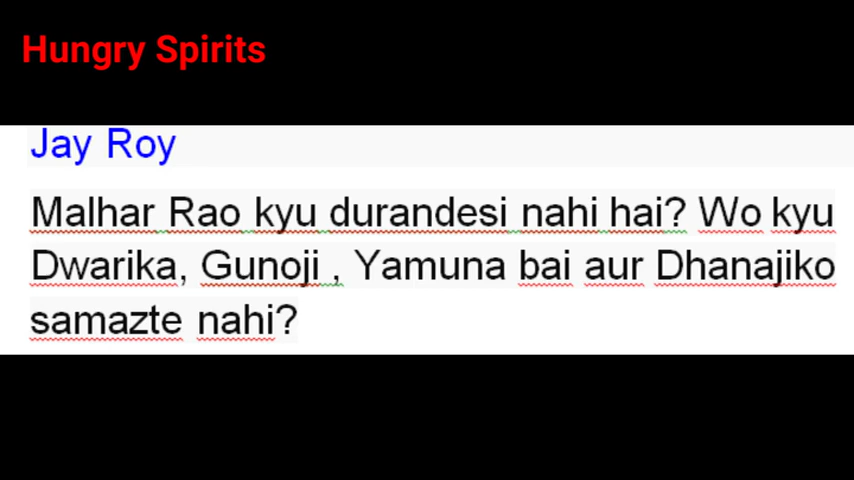 Hungry Spirits
Jay Roy
Malhar Rao kyu durandesi nahi hai? Wo kyu
Dwarika, Gunoji , Yamuna bai aur Dhanajiko
samazte nahi?